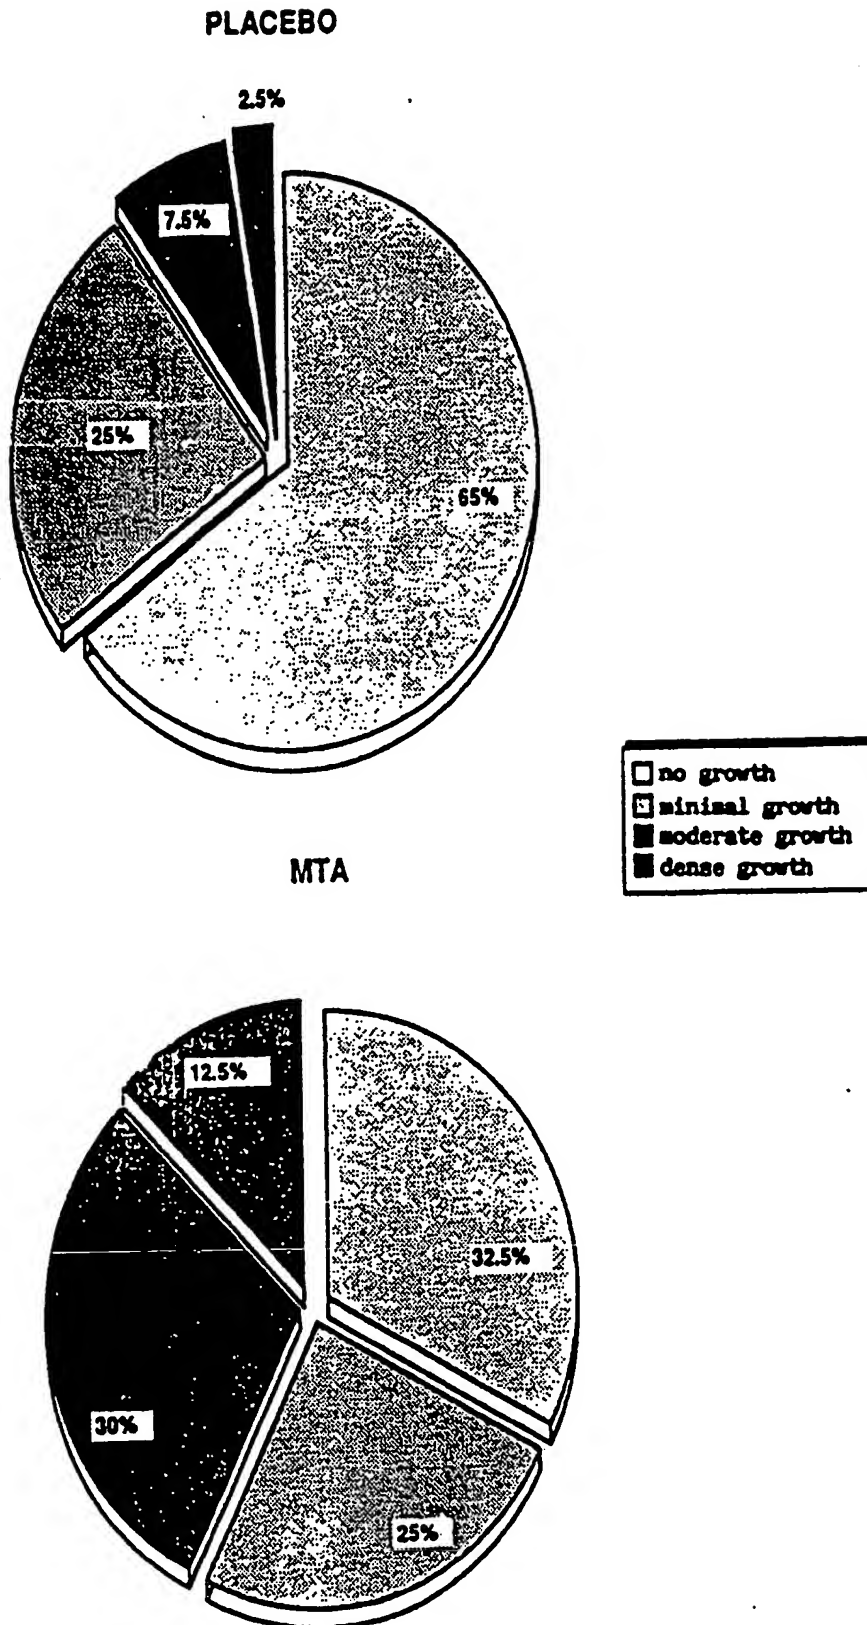 PLACEBO
2.5%
7.5%
25%
65%
no growth
minimal growth
moderate growth
dense growth
MTA
12.5%
32.5%
30%
25%